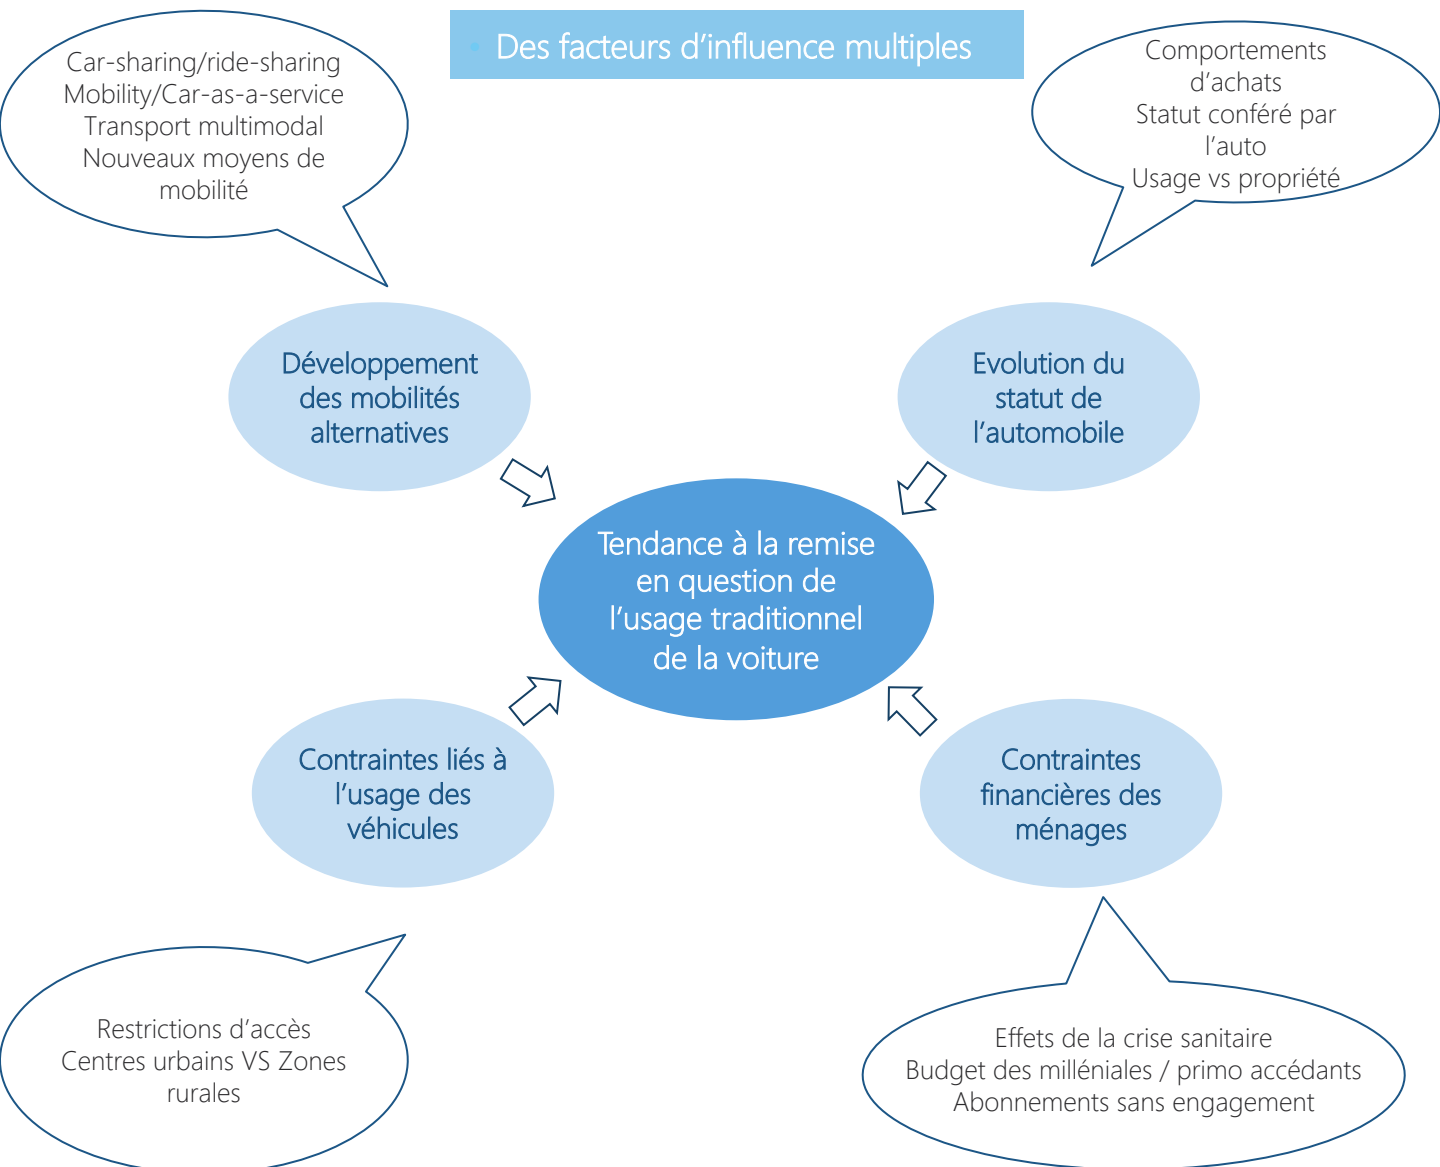 • Des facteurs d’influence multiples
Car-sharing/ride-sharing
Mobility/Car-as-a-service
Transport multimodal
Nouveaux moyens de
mobilité
Comportements
d’achats
Statut conféré par
l’auto
Usage vs propriété
Développement
des mobilités
alternatives
Evolution du
statut de
l’automobile
Tendance à la remise
en question de
l’usage traditionnel
de la voiture
Contraintes liés à
l’usage des
véhicules
Contraintes
financières des
ménages
Restrictions d’accès
Centres urbains VS Zones
rurales
Effets de la crise sanitaire
Budget des milléniales / primo accédants
Abonnements sans engagement